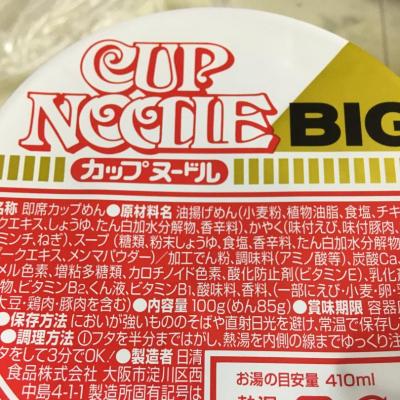 CUP
NOODLE BIG
カップヌードル
名称 即席カップめん●原材料名 油揚げめん(小麦粉、植物油脂、食塩、チキ
ークエキス、しょうゆ、たん白加水分解物、香辛料)、かやく(味付えび、味付豚肉、
ミンチ、ねぎ)、スープ(糖類、粉末しょうゆ、食塩、香辛料、たん白加水分解物、
ークエキス、メンマパウダー)/加工でん粉、調味料(アミノ酸等)、炭酸Ca、
メル色素、増粘多糖類、カロチノイド色素、酸化防止剤(ビタミンE)、乳化
、ビタミンB2、くん液、ビタミンB1、酸味料、香料、(一部にえび・小麦・卵・乳
大豆・鶏肉・豚肉を含む)●内容量 100g(めん85g)●賞味期限 容器
●保存方法 においが強いもののそばや直射日光を避け、常温で保存し
●調理方法 ①フタを半分まではがし、熱湯を内側の線までゆっくり注
タをして3分でOK!●製造者 日清
食品株式会社 大阪市淀川区西
中島4-1-1 製造所固有記号は
お湯の目安量 410ml